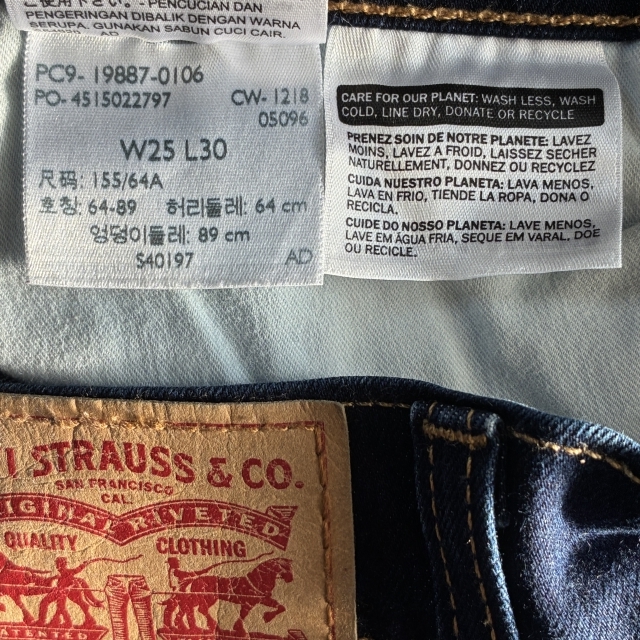 - PENCUCIAN DAN
PENGERINGAN DIBALIK DENGAN WARNA
GUNAKAN SABUN CUCI CAIR.
PC9- 19887-0106
PO- 4515022797 CW- 1218
05096
W25 L30
尺码: 155/64A
호칭: 64-89 허리둘레: 64 cm
엉덩이둘레: 89 cm
S40197 AD
CARE FOR OUR PLANET: WASH LESS, WASH
COLD, LINE DRY, DONATE OR RECYCLE
PRENEZ SOIN DE NOTRE PLANETE: LAVEZ
MOINS, LAVEZ A FROID, LAISSEZ SECHER
NATURELLEMENT, DONNEZ OU RECYCLEZ
CUIDA NUESTRO PLANETA: LAVA MENOS,
LAVA EN FRIO, TIENDE LA ROPA, DONA O
RECICLA.
CUIDE DO NOSSO PLANETA: LAVE MENOS,
LAVE EM ÁGUA FRIA, SEQUE EM VARAL. DOE
OU RECICLE.
I STRAUSS & CO.
SAN FRANCISCO
CAL.
RIVETED
QUALITY CLOTHING